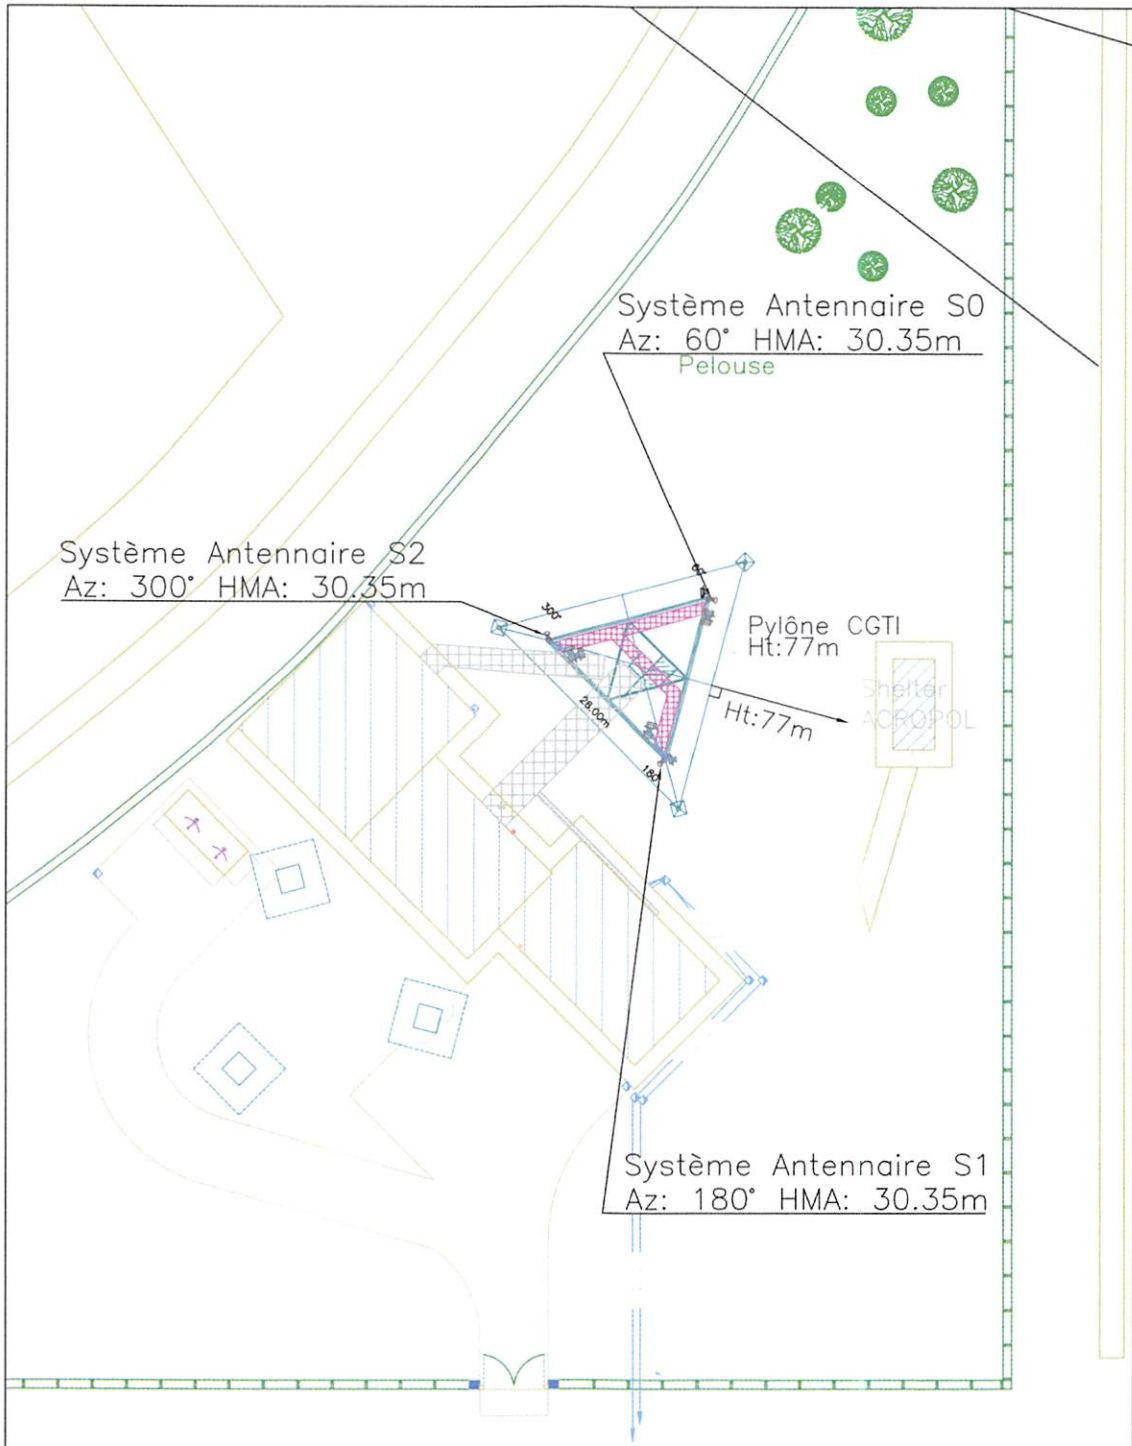 Système Antennaire S0
Az: 60° HMA: 30.35m
Pelouse
Système Antennaire S2
Az: 300° HMA: 30.35m
60°
300°
Pylône CGTI
Ht:77m
Shelter
ACROPOL
Ht:77m
28.00m
180°
Système Antennaire S1
Az: 180° HMA: 30.35m